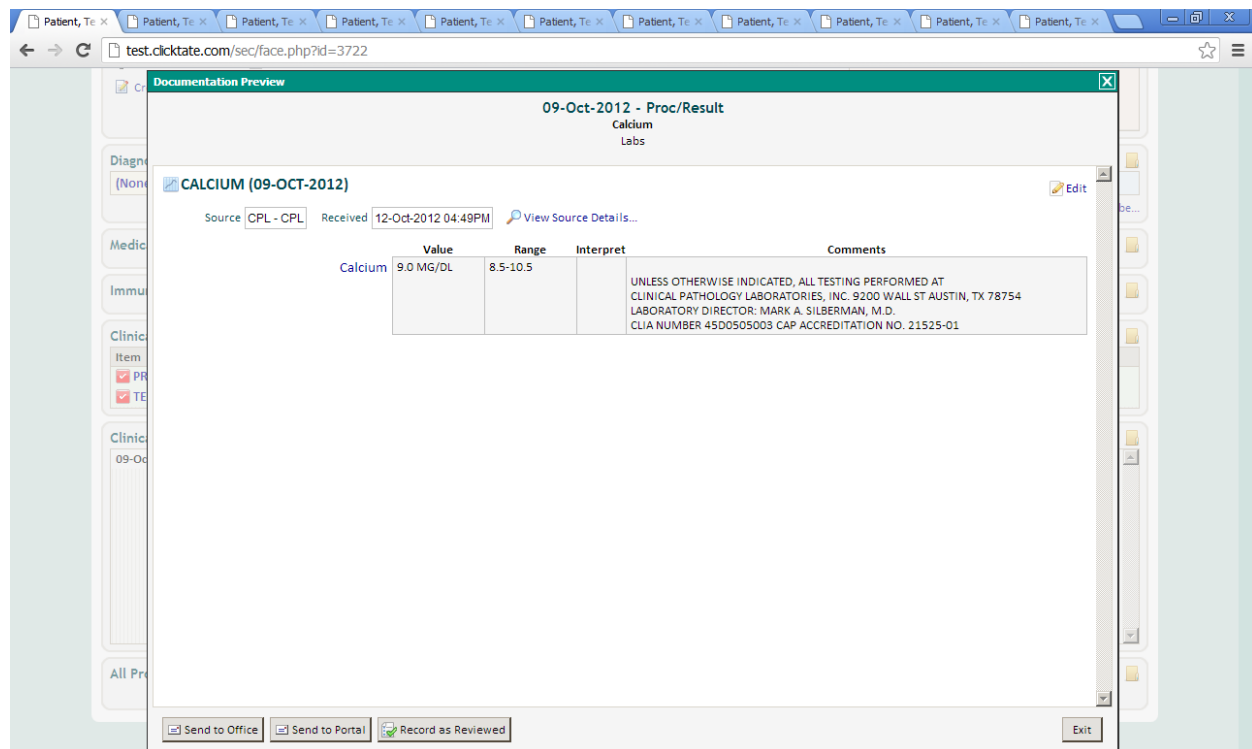 Patient, Te × Patient, Te × Patient, Te × Patient, Te × Patient, Te × Patient, Te × Patient, Te × Patient, Te × Patient, Te × Patient, Te × Patient, Te ×
test.clicktate.com/sec/face.php?id=3722
Cr
Documentation Preview
09-Oct-2012 - Proc/Result
Calcium
Labs
Diagno
(None
CALCIUM (09-OCT-2012)
Edit
Source CPL - CPL Received 12-Oct-2012 04:49PM View Source Details...
be...
Medic
Value Range Interpret Comments
Calcium 9.0 MG/DL 8.5-10.5
UNLESS OTHERWISE INDICATED, ALL TESTING PERFORMED AT
CLINICAL PATHOLOGY LABORATORIES, INC. 9200 WALL ST AUSTIN, TX 78754
LABORATORY DIRECTOR: MARK A. SILBERMAN, M.D.
CLIA NUMBER 45D0505003 CAP ACCREDITATION NO. 21525-01
Immu
Clinic
Item
PR
TE
Clinic
09-Oc
All Pro
Send to Office Send to Portal Record as Reviewed Exit